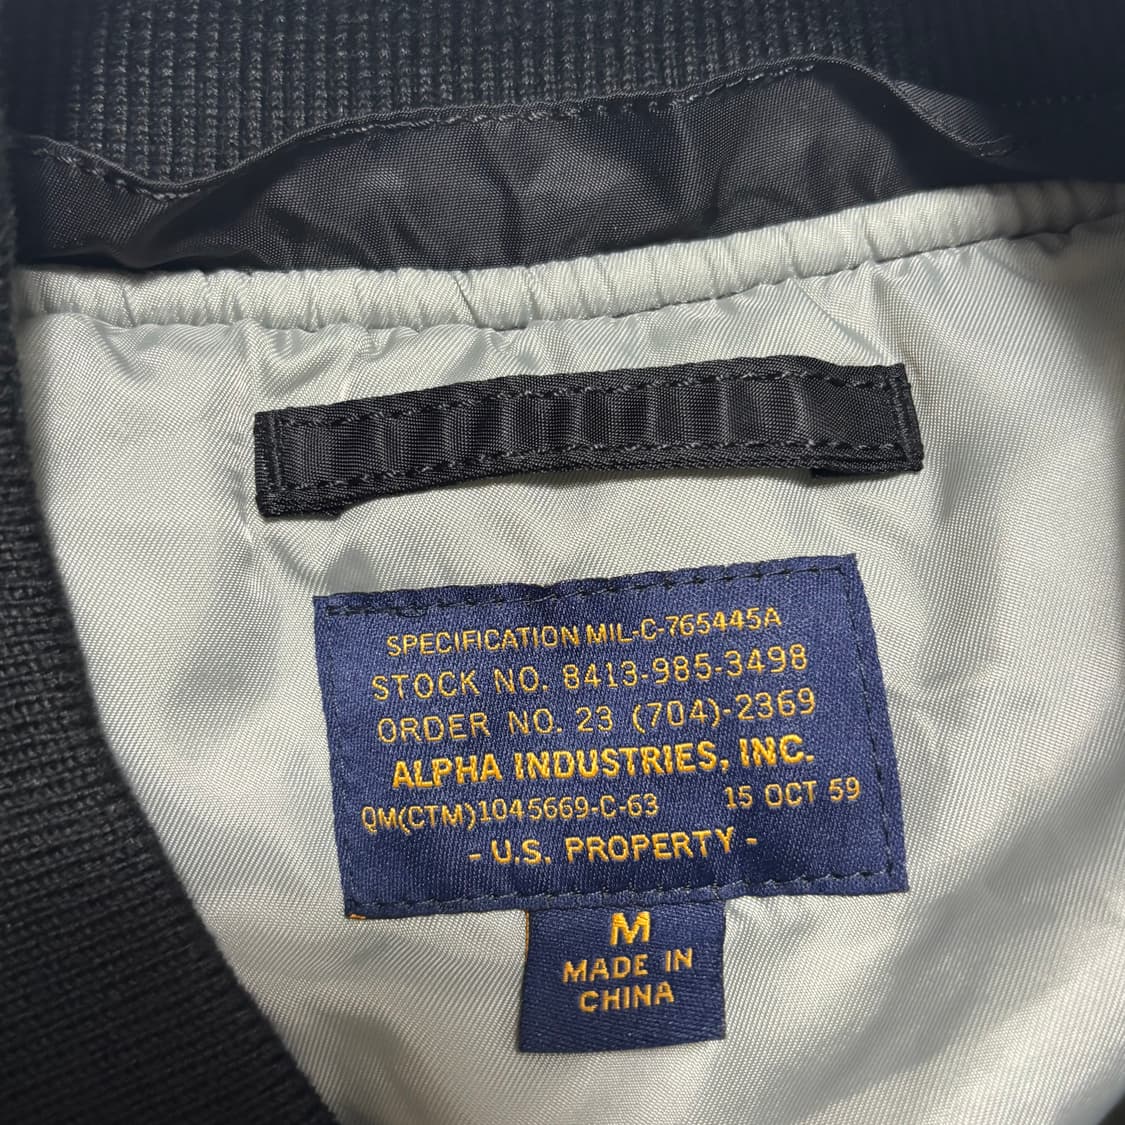 SPECIFICATION MIL-C-765445A
STOCK NO. 8413-985-3498
ORDER NO. 23 (704)-2369
ALPHA INDUSTRIES, INC.
QM(CTM)1045669-C-63 15 OCT 59
- U.S. PROPERTY -
M
MADE IN
CHINA